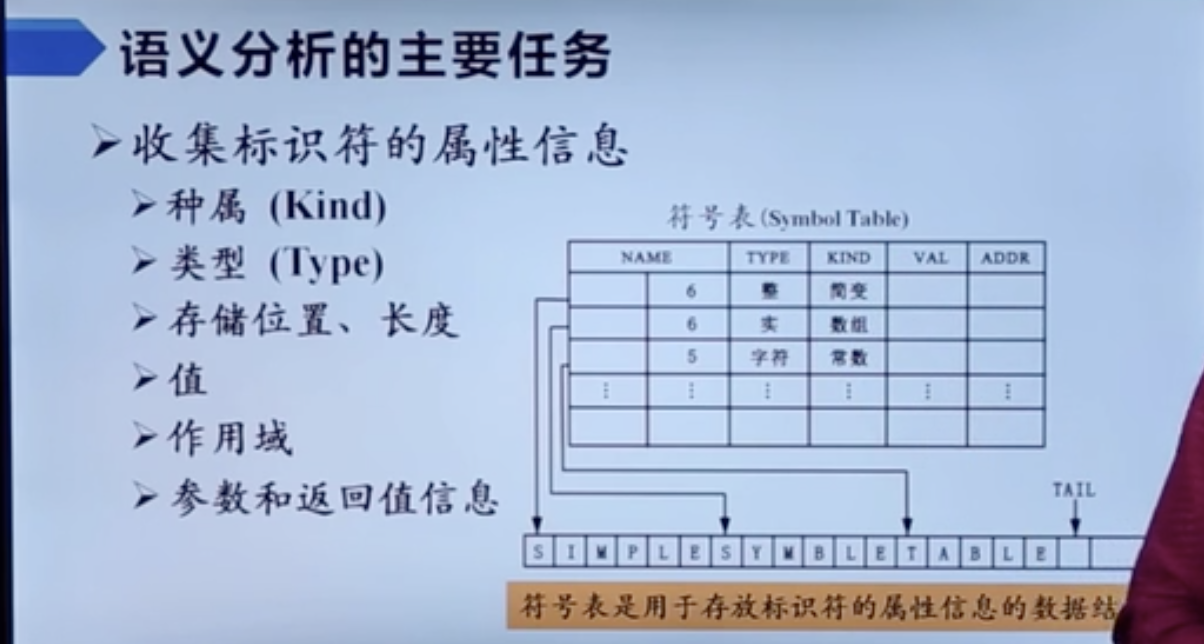 语义分析的主要任务
收集标识符的属性信息
种属 (Kind)
类型 (Type)
存储位置、长度
值
作用域
参数和返回值信息
符号表(Symbol Table)
NAME TYPE KIND VAL ADDR
6 整 简变
6 实 数组
5 字符 常数
⋮ ⋮ ⋮ ⋮ ⋮ ⋮
TAIL
S I M P L E S Y M B L E T A B L E
符号表是用于存放标识符的属性信息的数据结